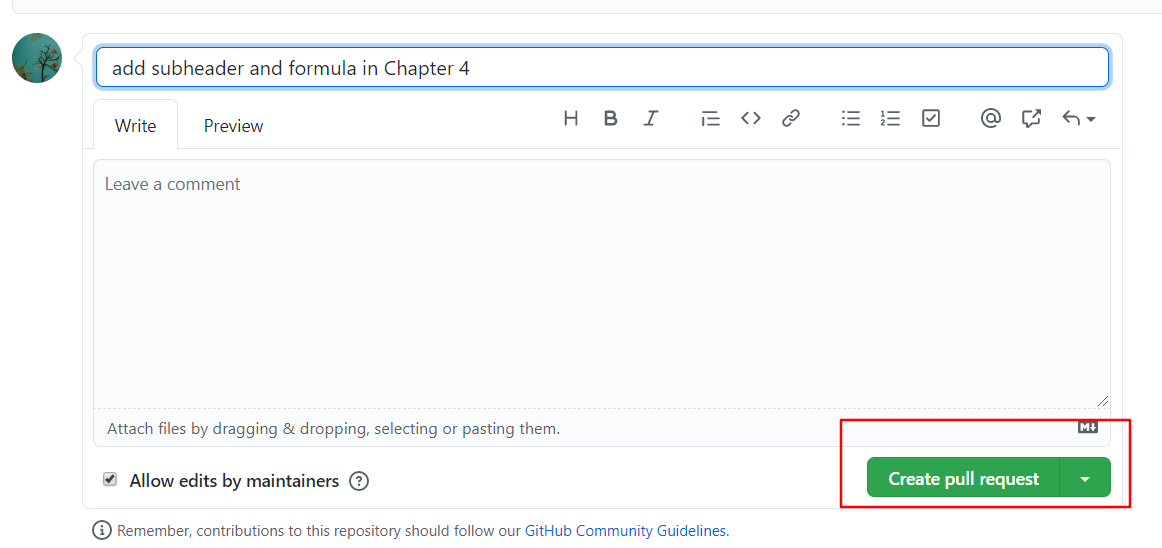 add subheader and formula in Chapter 4
Write Preview H B I @
Leave a comment
Attach files by dragging & dropping, selecting or pasting them. M↓
Allow edits by maintainers ? Create pull request
Remember, contributions to this repository should follow our GitHub Community Guidelines.